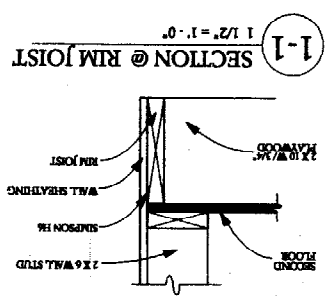 2 X 6 WALL STUD
SIMPSON H6
WALL SHEATHING
RIM JOIST
SECOND
FLOOR
2 X 10 W/ 3/4"
PLAYWOOD
1-1
SECTION @ RIM JOIST
1 1/2" = 1' - 0"